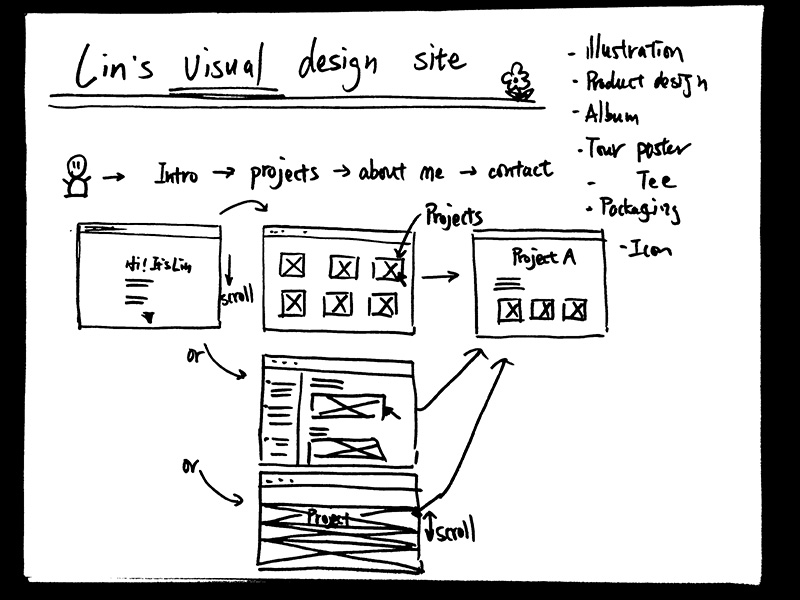 Lin's visual design site
- Illustration
- Product design
- Album
- Tour poster
- Tee
- Packaging
- Icon
→ Intro → projects → about me → contact
Projects
Hi! It's Lin
scroll
Project A
or
or
Project
scroll